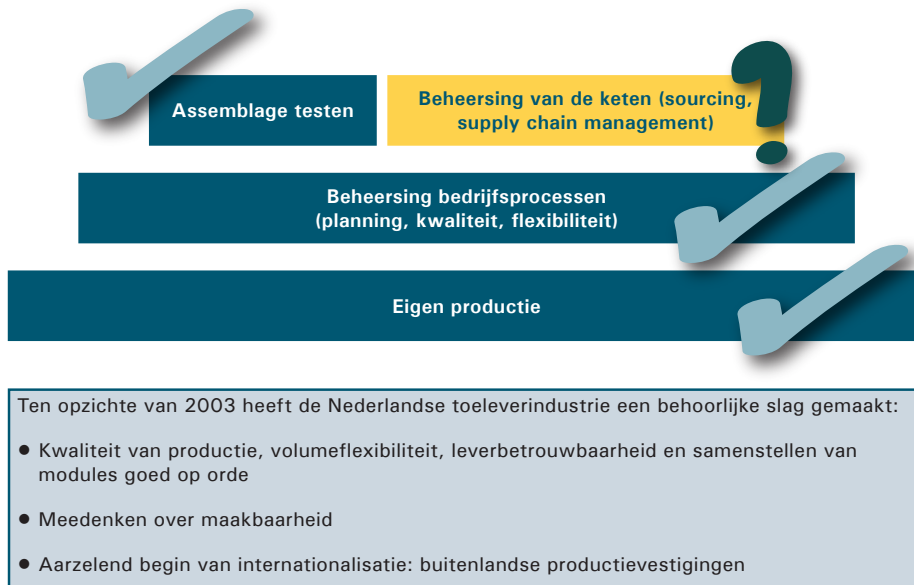 Assemblage testen
Beheersing van de keten (sourcing,
supply chain management)
?
Beheersing bedrijfsprocessen
(planning, kwaliteit, flexibiliteit)
Eigen productie
Ten opzichte van 2003 heeft de Nederlandse toeleverindustrie een behoorlijke slag gemaakt:
● Kwaliteit van productie, volumeflexibiliteit, leverbetrouwbaarheid en samenstellen van
modules goed op orde
● Meedenken over maakbaarheid
● Aarzelend begin van internationalisatie: buitenlandse productievestigingen